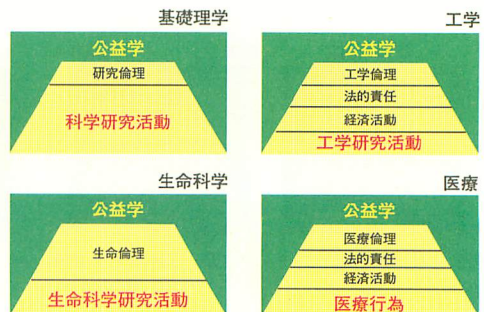 基礎理学
公益学
研究倫理
科学研究活動
工学
公益学
工学倫理
法的責任
経済活動
工学研究活動
生命科学
公益学
生命倫理
生命科学研究活動
医療
公益学
医療倫理
法的責任
経済活動
医療行為